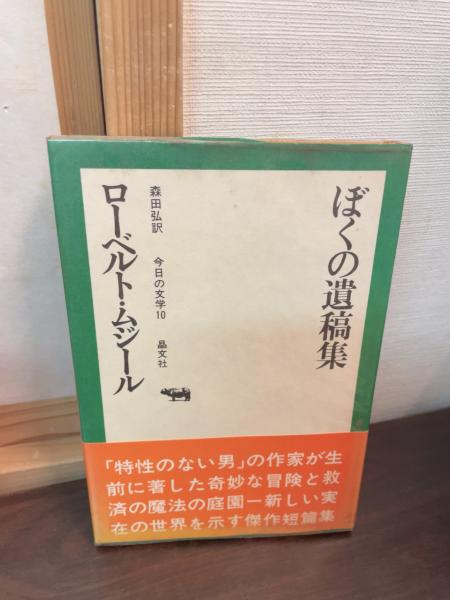 ぼくの遺稿集
ローベルト・ムジール
森田弘訳
今日の文学10
晶文社
「特性のない男」の作家が生
前に著した奇妙な冒険と救
済の魔法の庭園ー新しい実
在の世界を示す傑作短篇集